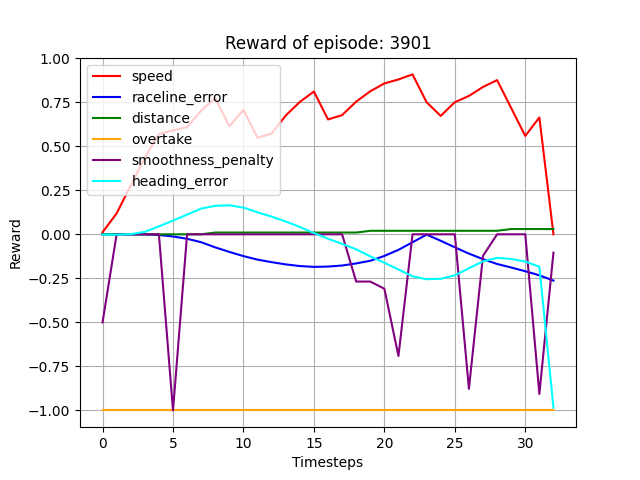 Reward of episode: 3901
1.00
0.75
0.50
0.25
0.00
−0.25
−0.50
−0.75
−1.00
Reward
speed
raceline_error
distance
overtake
smoothness_penalty
heading_error
0 5 10 15 20 25 30
Timesteps